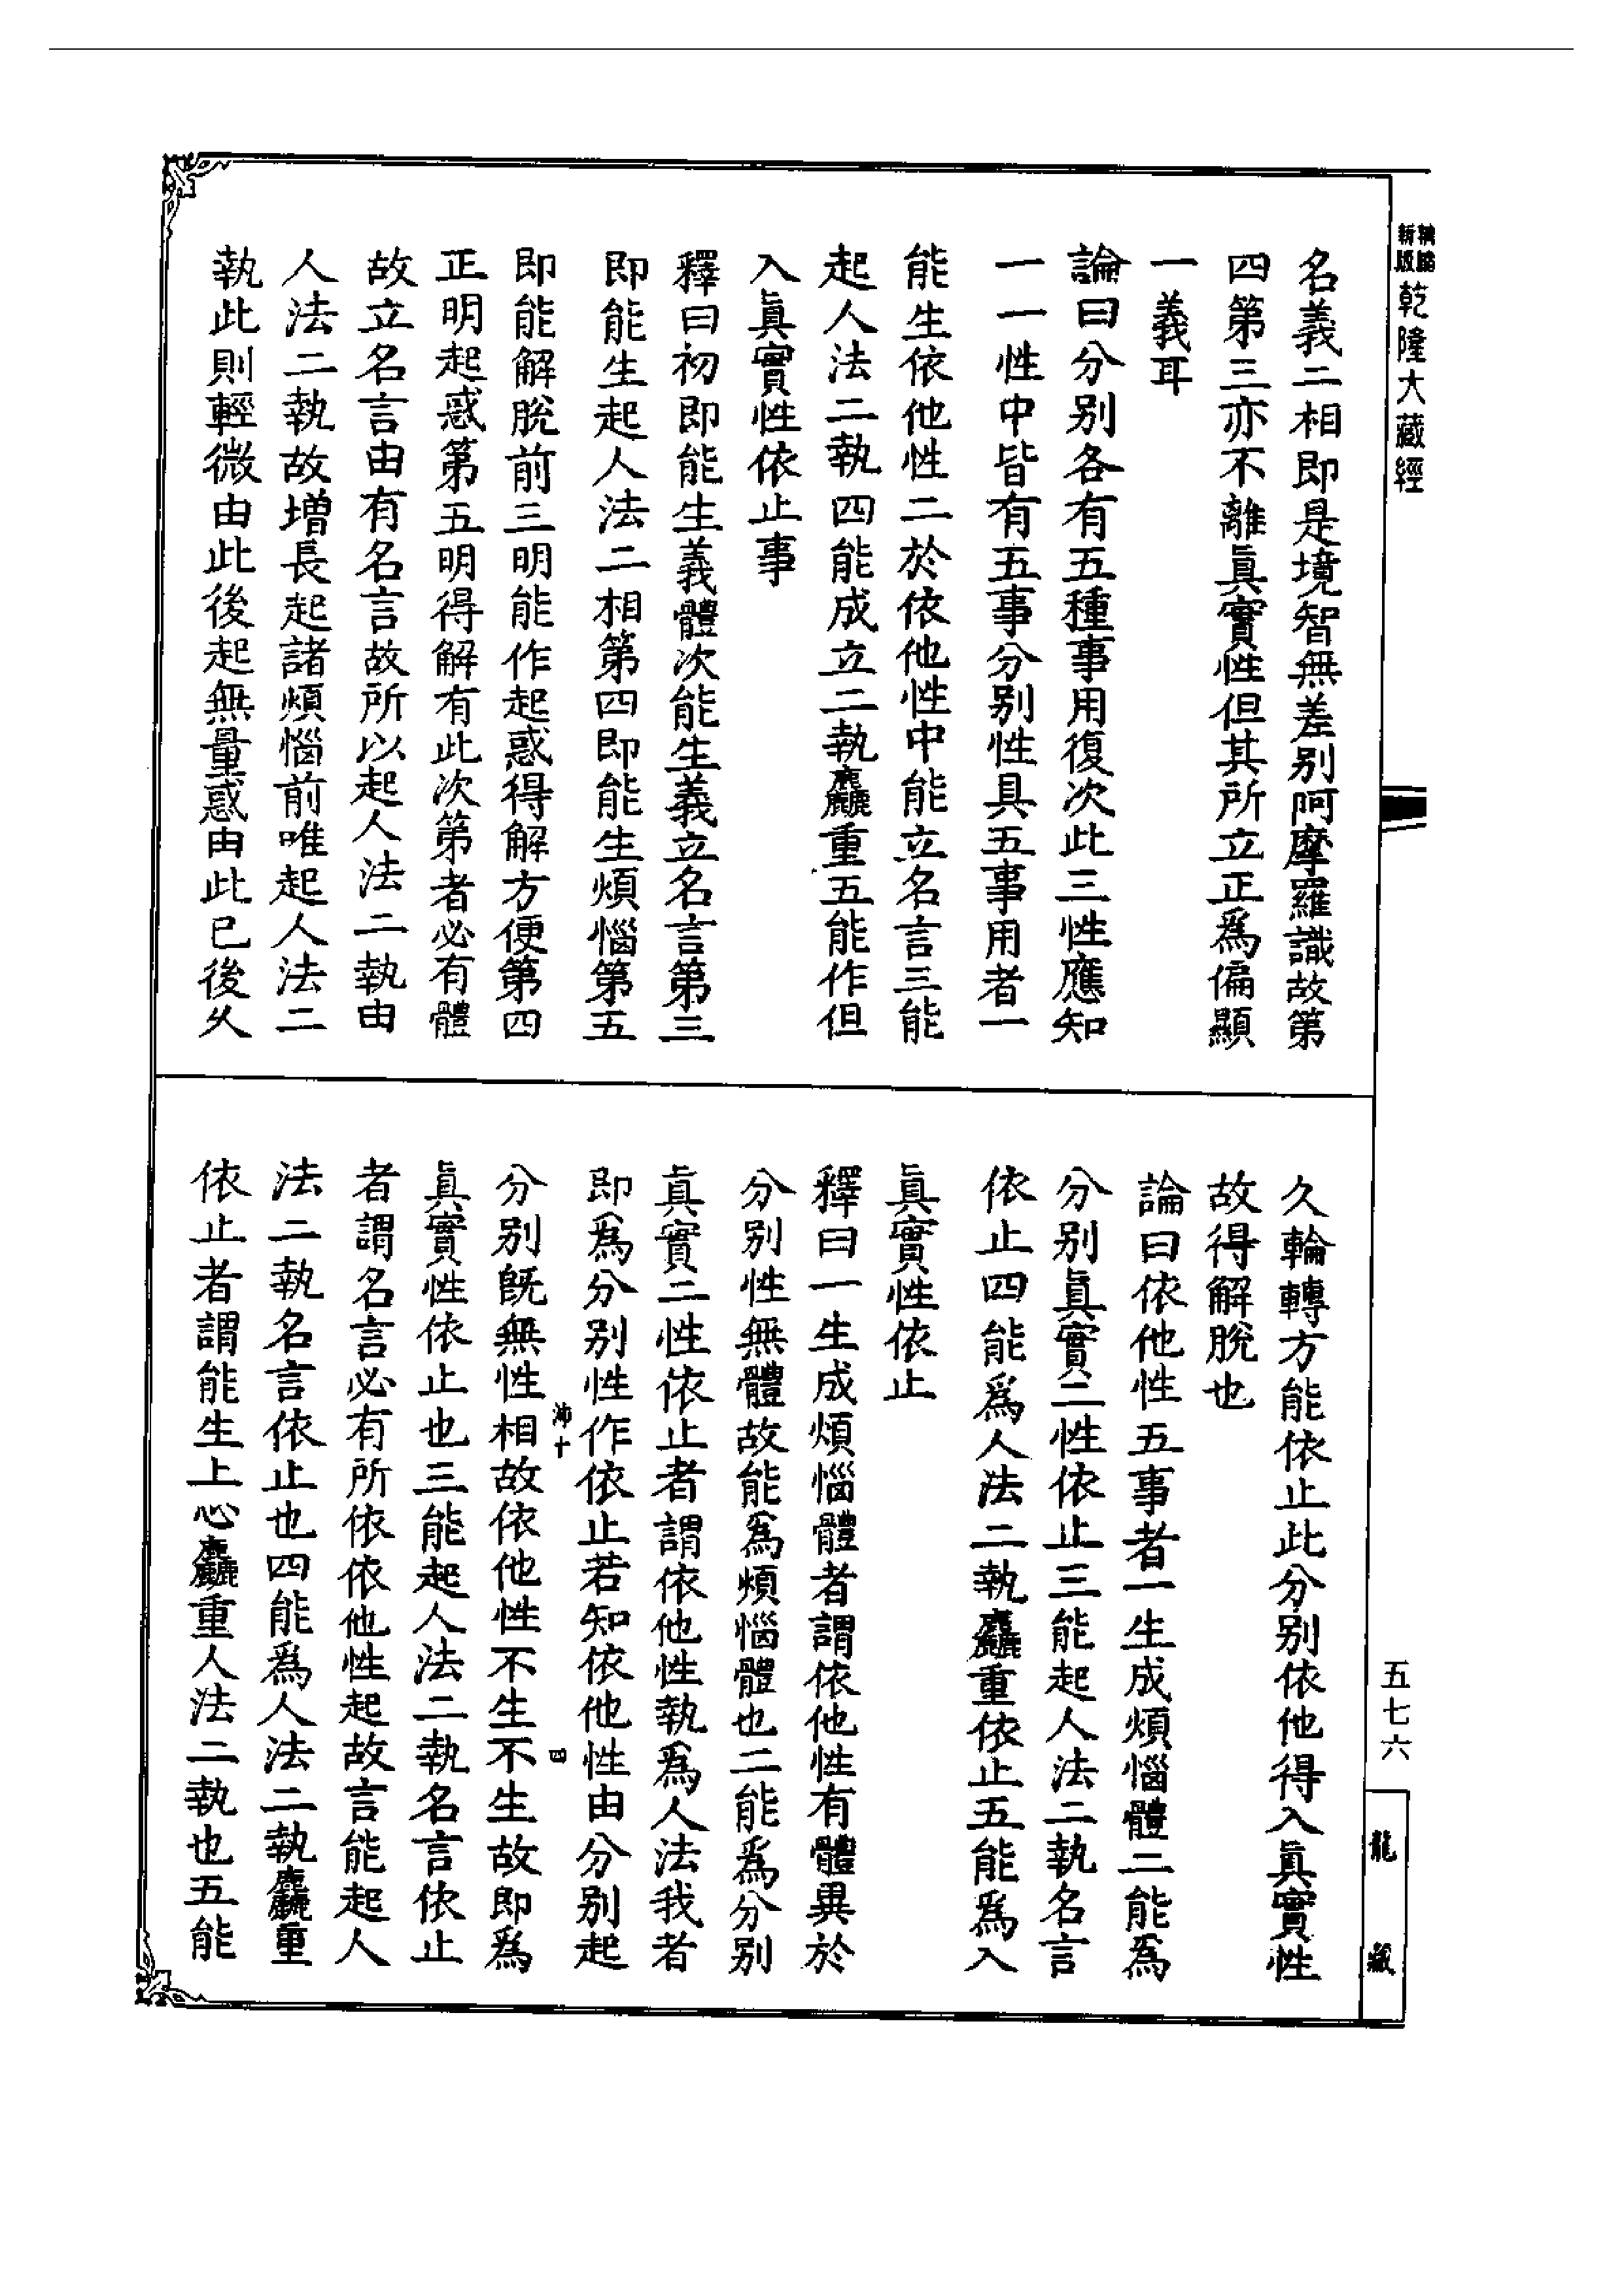 新版
乾隆大藏經
名義二相即是境智無差別阿摩羅識故第
四第三亦不離眞實性但其所立正爲偏顯
一義耳
論曰分別各有五種事用復次此三性應知
一一性中皆有五事分別性具五事用者一
能生依他性二於依他性中能立名言三能
起人法二執四能成立二執麤重五能作但
入眞實性依止事
釋曰初即能生義體次能生義立名言第三
即能生起人法二相第四即能生煩惱第五
即能解脫前三明能作起惑得解方便第四
正明起惑第五明得解有此次第者必有體
故立名言由有名言故所以起人法二執由
人法二執故增長起諸煩惱前唯起人法二
執此則輕微由此後起無量惑由此已後久
久輪轉方能依止此分別依他得入眞實性
故得解脫也
論曰依他性五事者一生成煩惱體二能爲
分別眞實二性依止三能起人法二執名言
依止四能爲人法二執麤重依止五能爲入
眞實性依止
釋曰一生成煩惱體者謂依他性有體異於
分別性無體故能爲煩惱體也二能爲分別
眞實二性依止者謂依他性執爲人法我者
即爲分別性作依止若知依他性由分別起
沛十
四
分別旣無性相故依他性不生不生故即爲
眞實性依止也三能起人法二執名言依止
者謂名言必有所依依他性起故言能起人
法二執名言依止也四能爲人法二執麤重
依止者謂能生上心麤重人法二執也五能
五七六
龍
藏